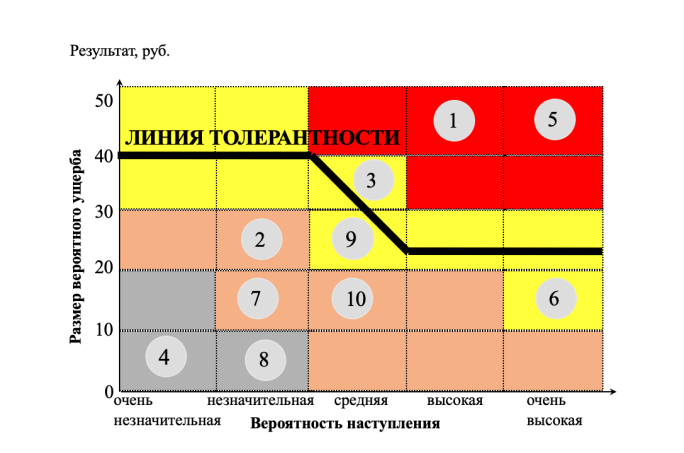 Результат, руб.
50
1
5
ЛИНИЯ ТОЛЕРАНТНОСТИ
40
3
30
2
9
20
7
10
6
10
4
8
0
Размер вероятного ущерба
очень незначительная
незначительная
средняя
высокая
очень высокая
Вероятность наступления